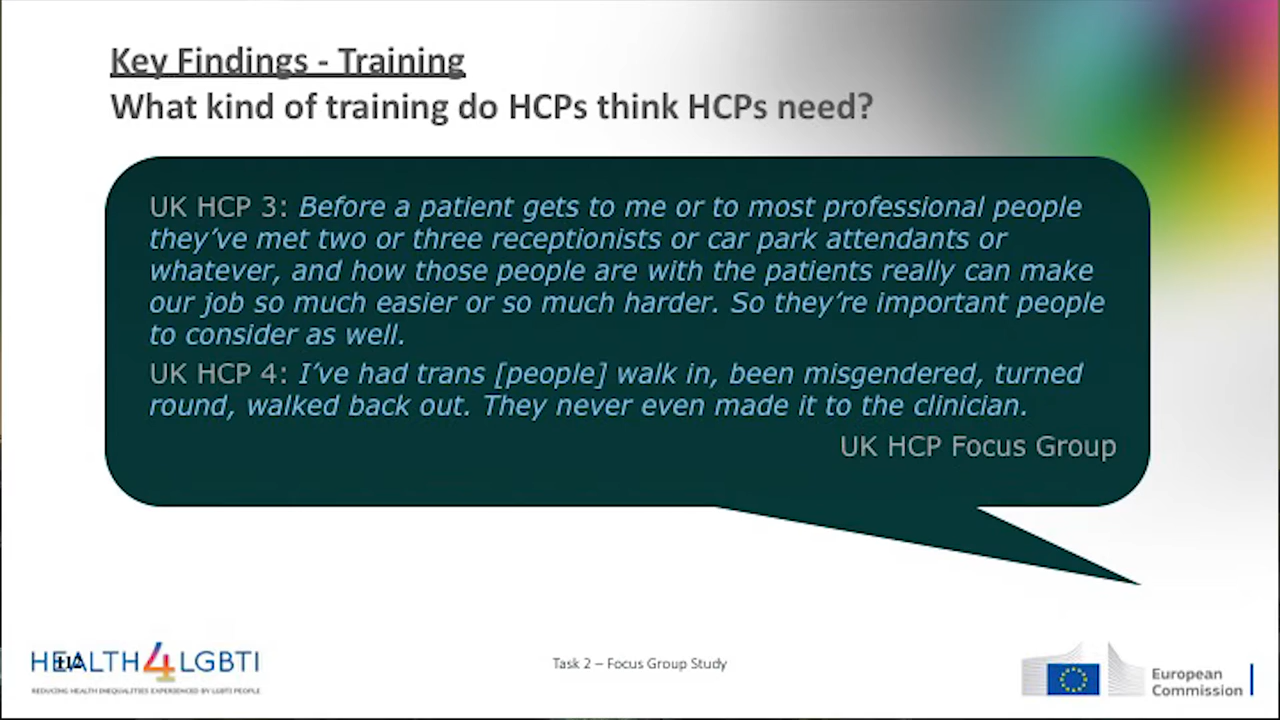 Key Findings - Training
What kind of training do HCPs think HCPs need?
UK HCP 3: Before a patient gets to me or to most professional people
they’ve met two or three receptionists or car park attendants or
whatever, and how those people are with the patients really can make
our job so much easier or so much harder. So they’re important people
to consider as well.
UK HCP 4: I’ve had trans [people] walk in, been misgendered, turned
round, walked back out. They never even made it to the clinician.
UK HCP Focus Group
HEALTH4LGBTI
REDUCING HEALTH INEQUALITIES EXPERIENCED BY LGBTI PEOPLE
Task 2 – Focus Group Study
European
Commission